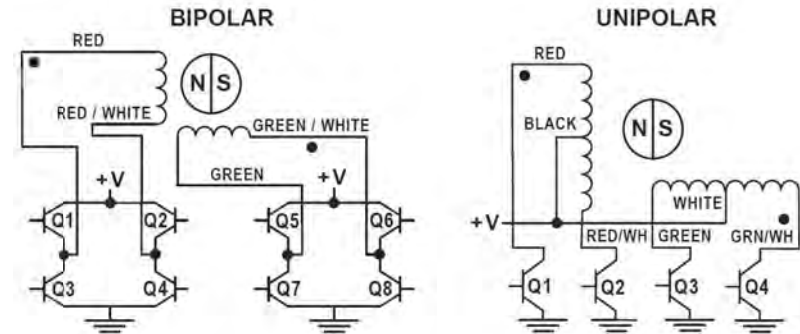 BIPOLAR
RED
N S
RED / WHITE
GREEN / WHITE
GREEN
+V
+V
Q1
Q2
Q5
Q6
Q3
Q4
Q7
Q8
UNIPOLAR
RED
BLACK
N S
WHITE
+V
RED/WH
GREEN
GRN/WH
Q1
Q2
Q3
Q4